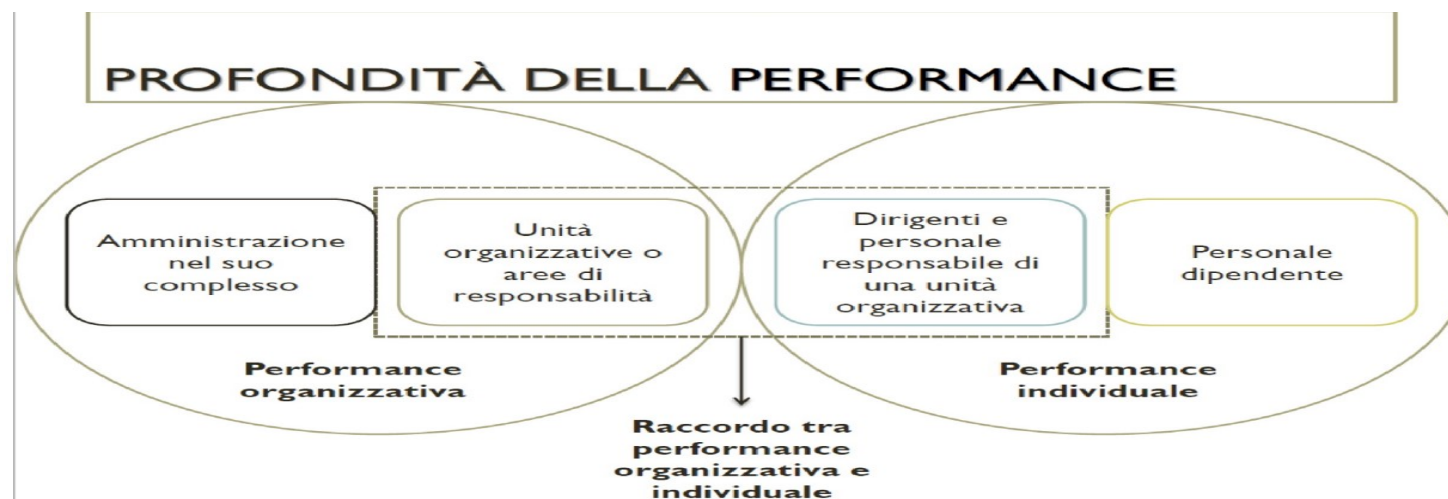 PROFONDITÀ DELLA PERFORMANCE
Amministrazione
nel suo
complesso
Unità
organizzative o
aree di
responsabilità
Dirigenti e
personale
responsabile di
una unità
organizzativa
Personale
dipendente
Performance
organizzativa
Performance
individuale
Raccordo tra
performance
organizzativa e
individuale